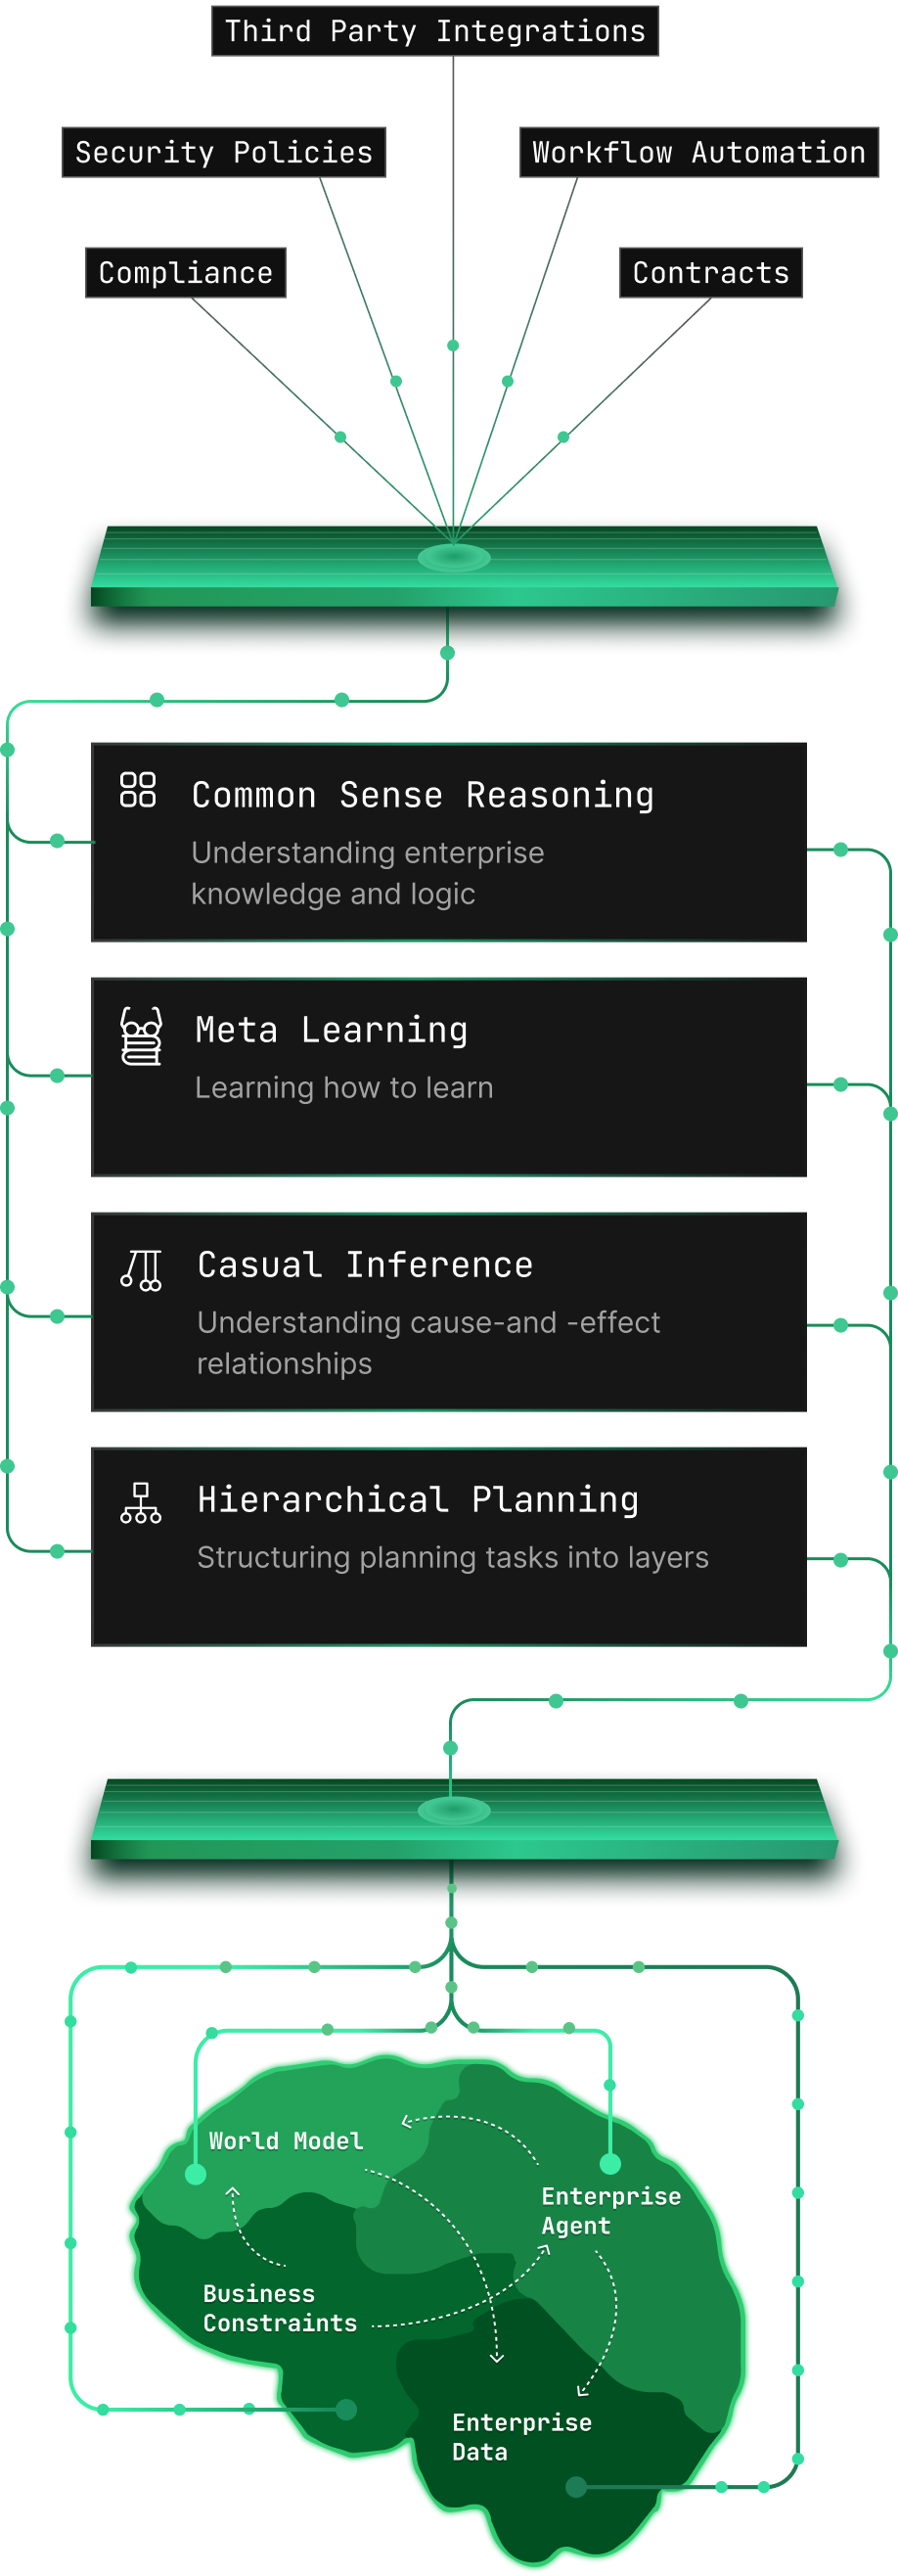 Third Party Integrations
Security Policies
Workflow Automation
Compliance
Contracts
Common Sense Reasoning
Understanding enterprise
knowledge and logic
Meta Learning
Learning how to learn
Casual Inference
Understanding cause-and -effect
relationships
Hierarchical Planning
Structuring planning tasks into layers
World Model
Enterprise
Agent
Business
Constraints
Enterprise
Data